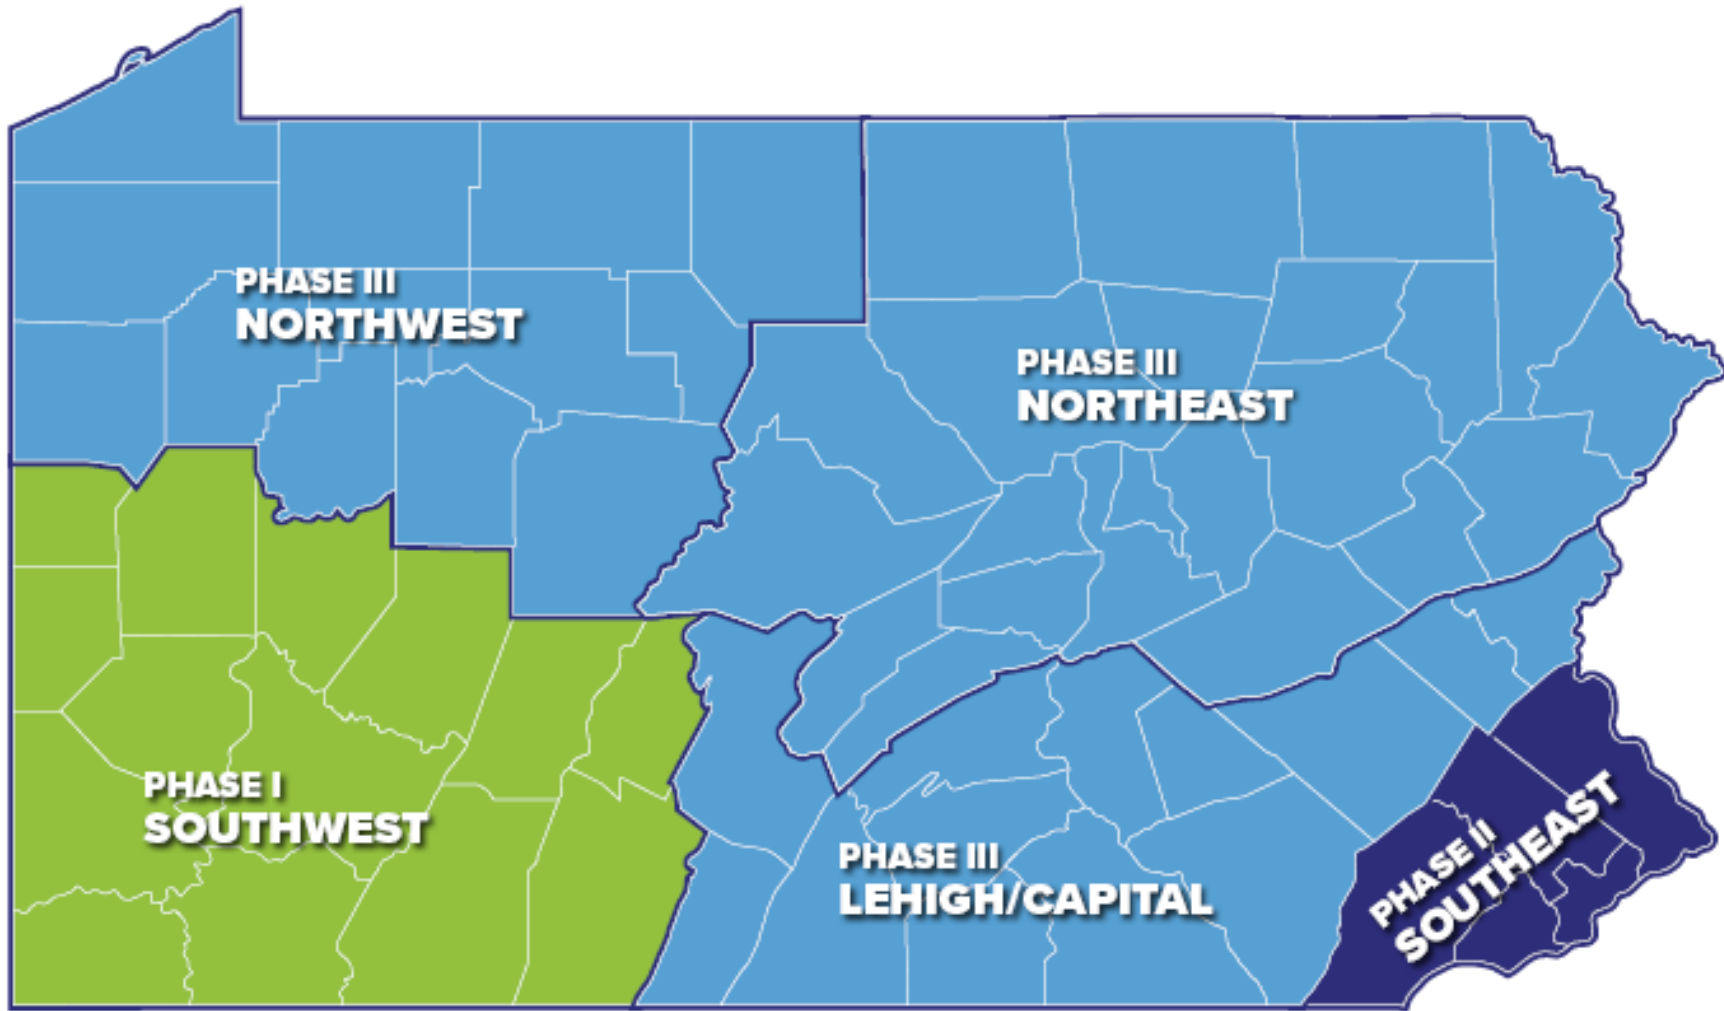 PHASE III
NORTHWEST
PHASE III
NORTHEAST
PHASE I
SOUTHWEST
PHASE III
LEHIGH/CAPITAL
PHASE II
SOUTHEAST